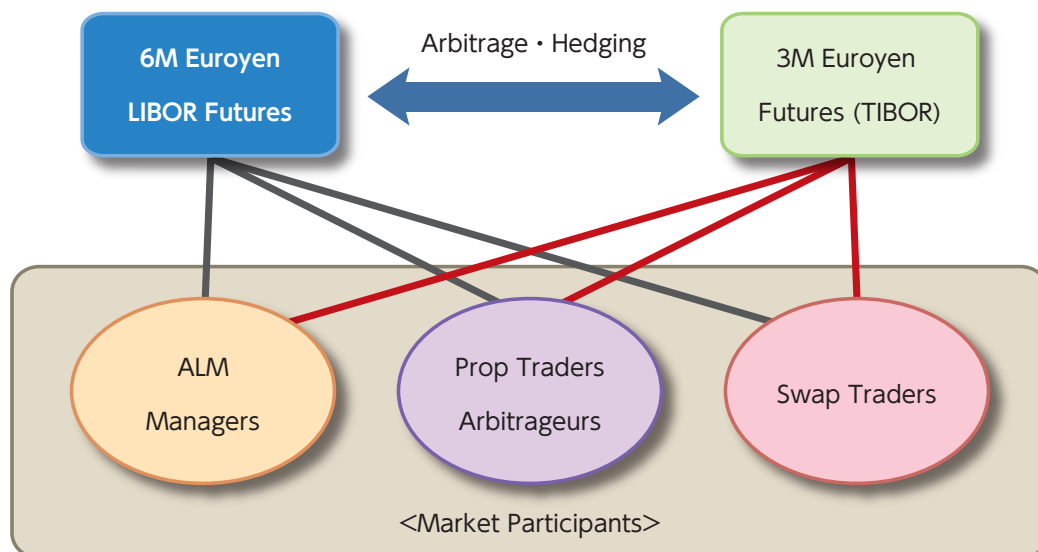 6M Euroyen
LIBOR Futures
Arbitrage・Hedging
3M Euroyen
Futures (TIBOR)
ALM
Managers
Prop Traders
Arbitrageurs
Swap Traders
<Market Participants>